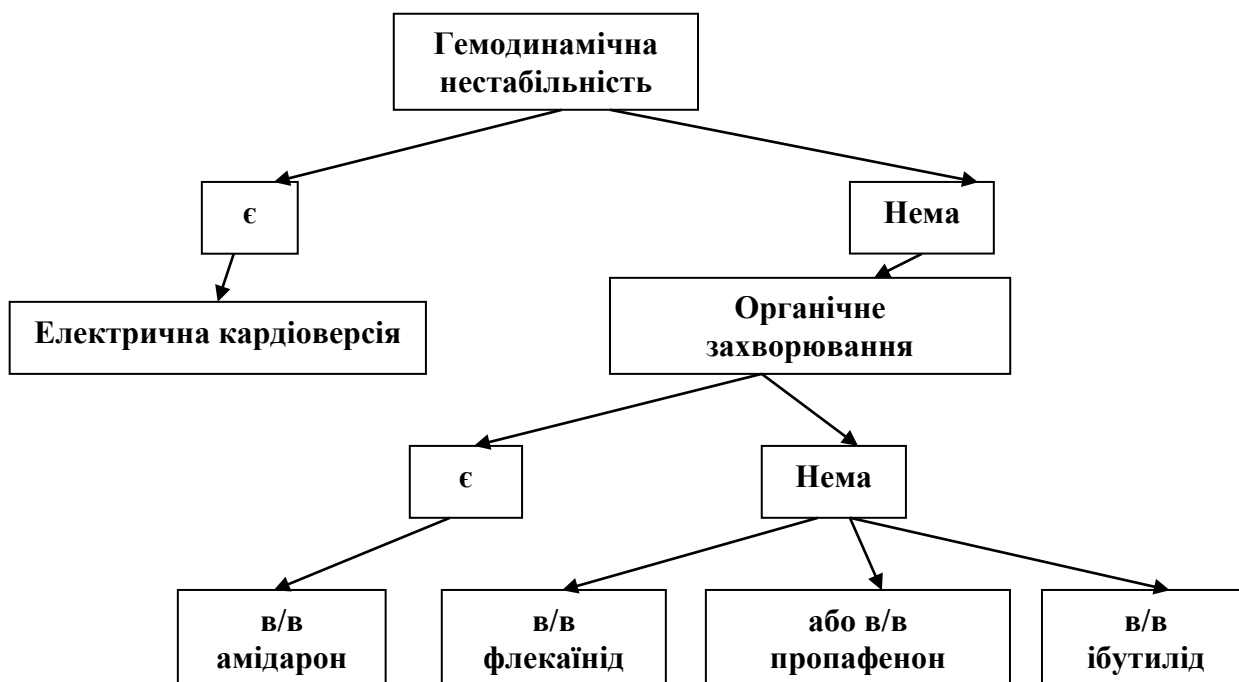 Гемодинамічна
нестабільність
є
Нема
Електрична кардіоверсія
Органічне
захворювання
є
Нема
в/в
амідарон
в/в
флекаїнід
або в/в
пропафенон
в/в
ібутилід